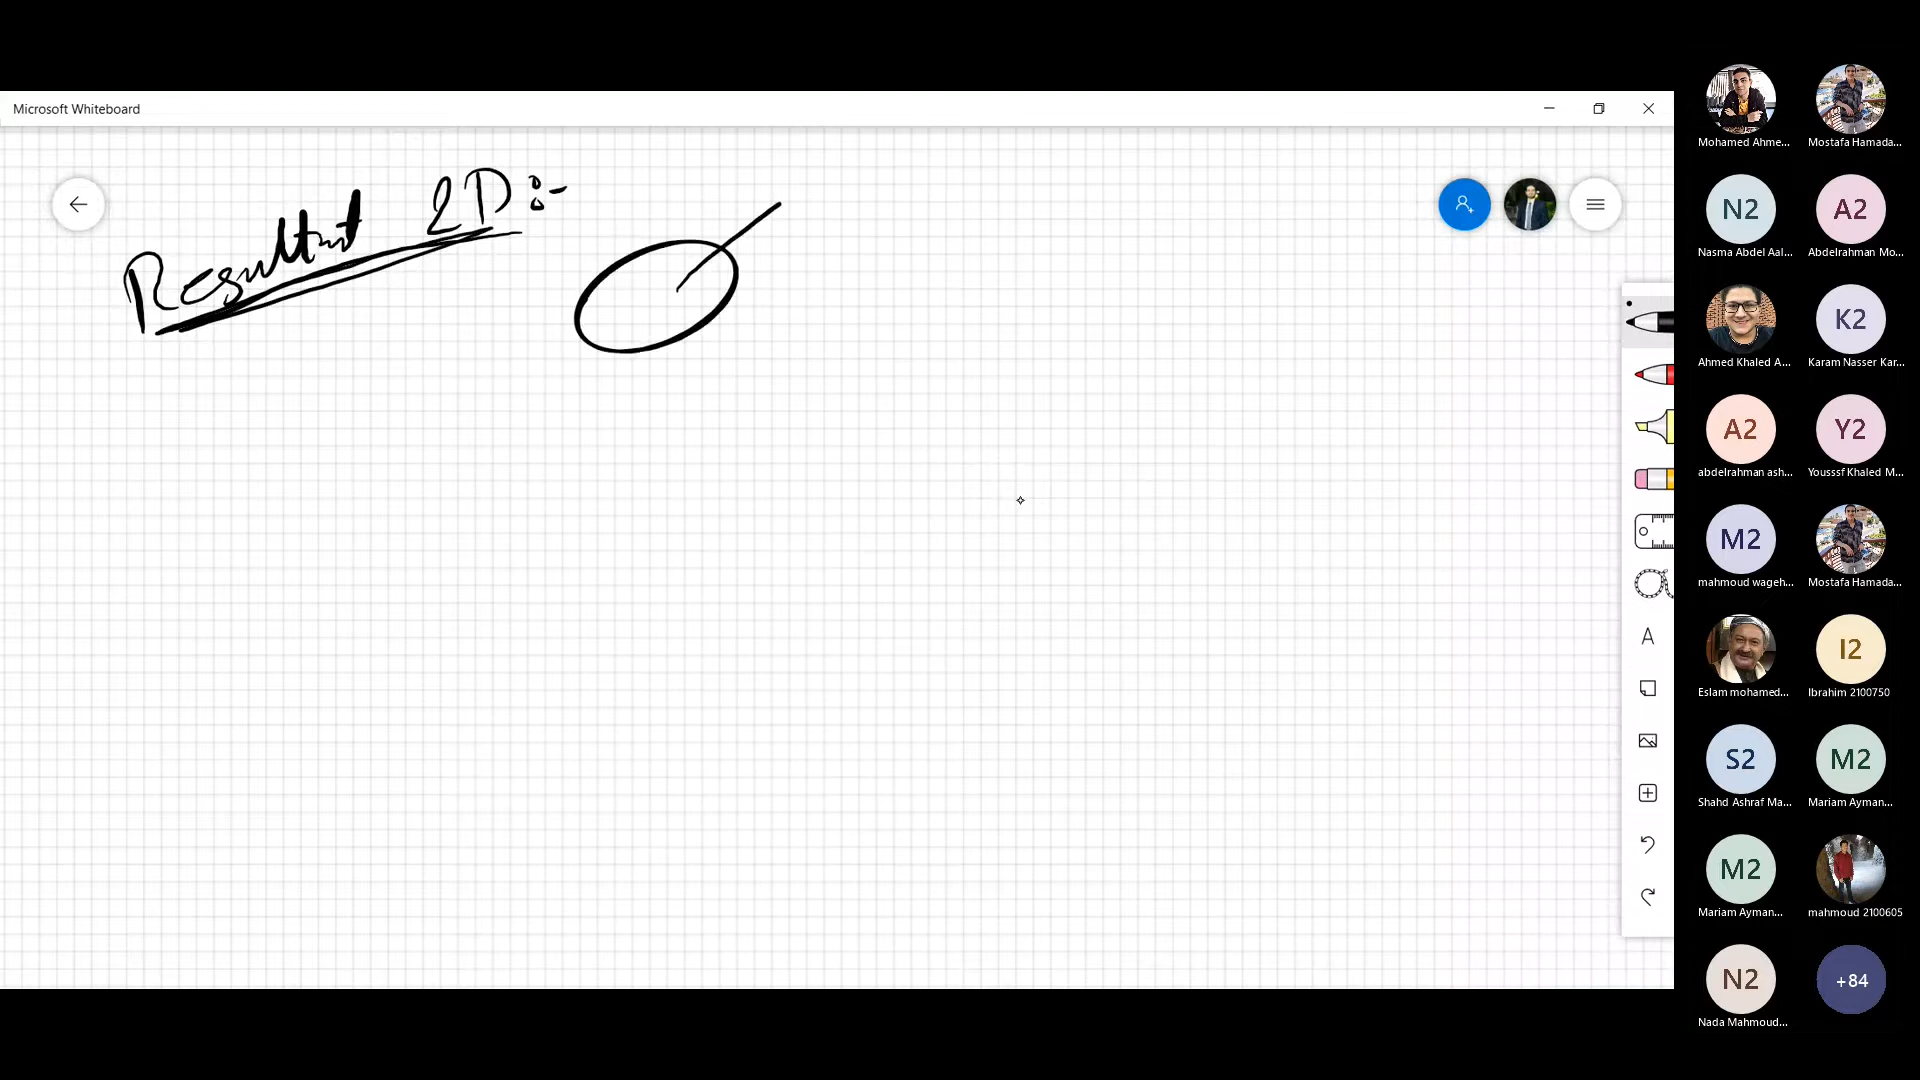 Microsoft Whiteboard
Resultant 2D:-
A
Mohamed Ahme...
Mostafa Hamada...
N2
A2
Nasma Abdel Aal...
Abdelrahman Mo...
K2
Ahmed Khaled A...
Karam Nasser Kar...
A2
Y2
abdelrahman ash...
Yousssf Khaled M...
M2
mahmoud wageh...
Mostafa Hamada...
I2
Eslam mohamed...
Ibrahim 2100750
S2
M2
Shahd Ashraf Ma...
Mariam Ayman...
M2
Mariam Ayman...
mahmoud 2100605
N2
+84
Nada Mahmoud...